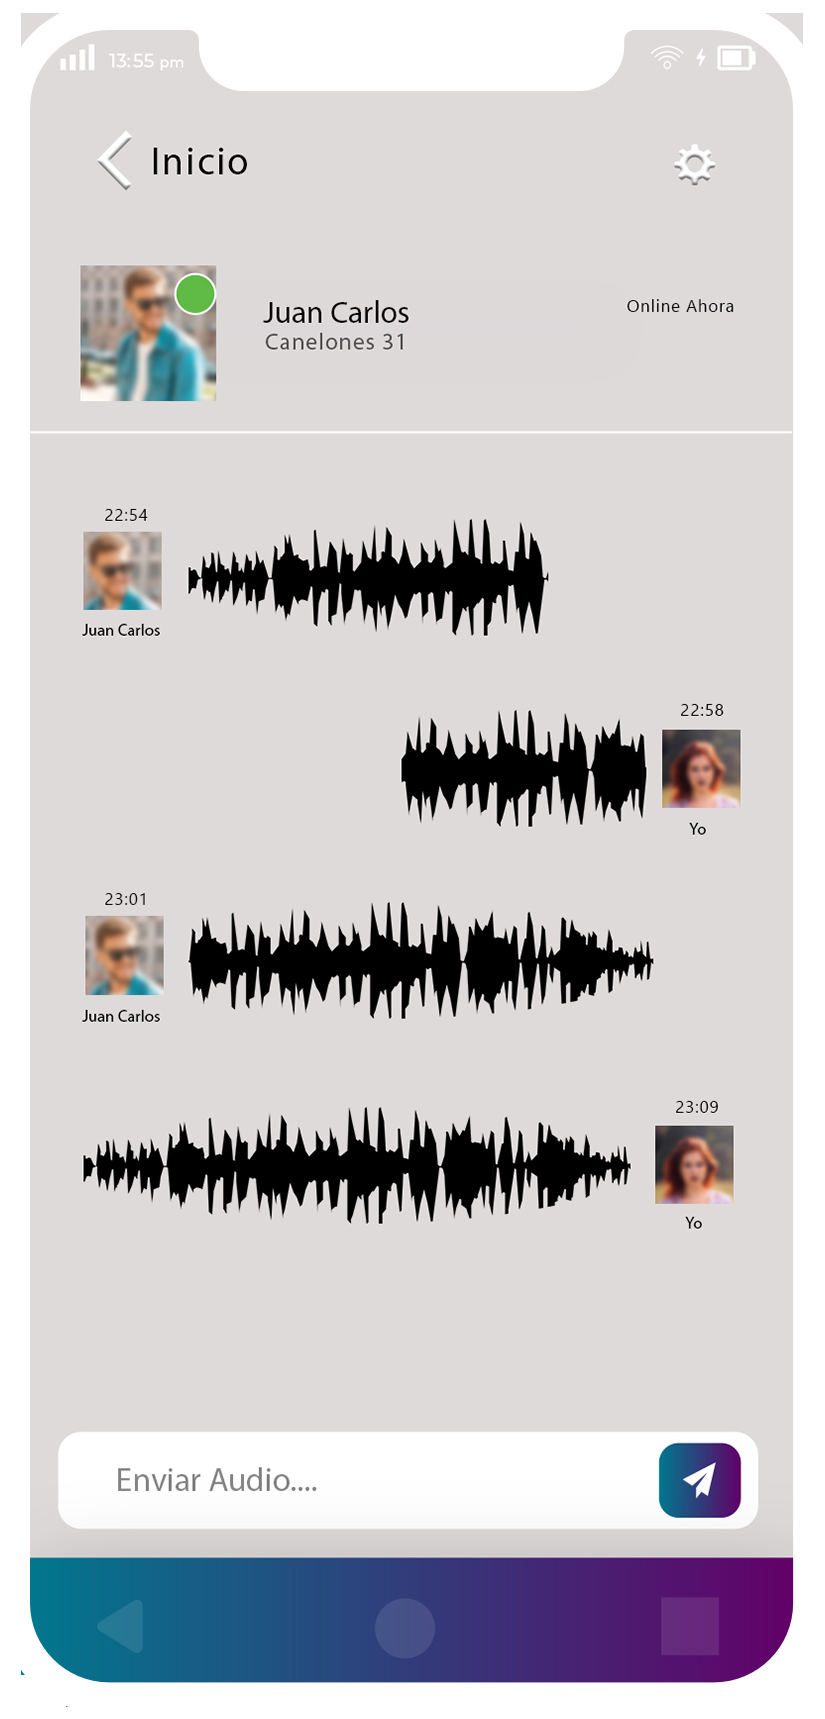 13:55 pm
Inicio
Juan Carlos
Canelones 31
Online Ahora
22:54
Juan Carlos
22:58
Yo
23:01
Juan Carlos
23:09
Yo
Enviar Audio....